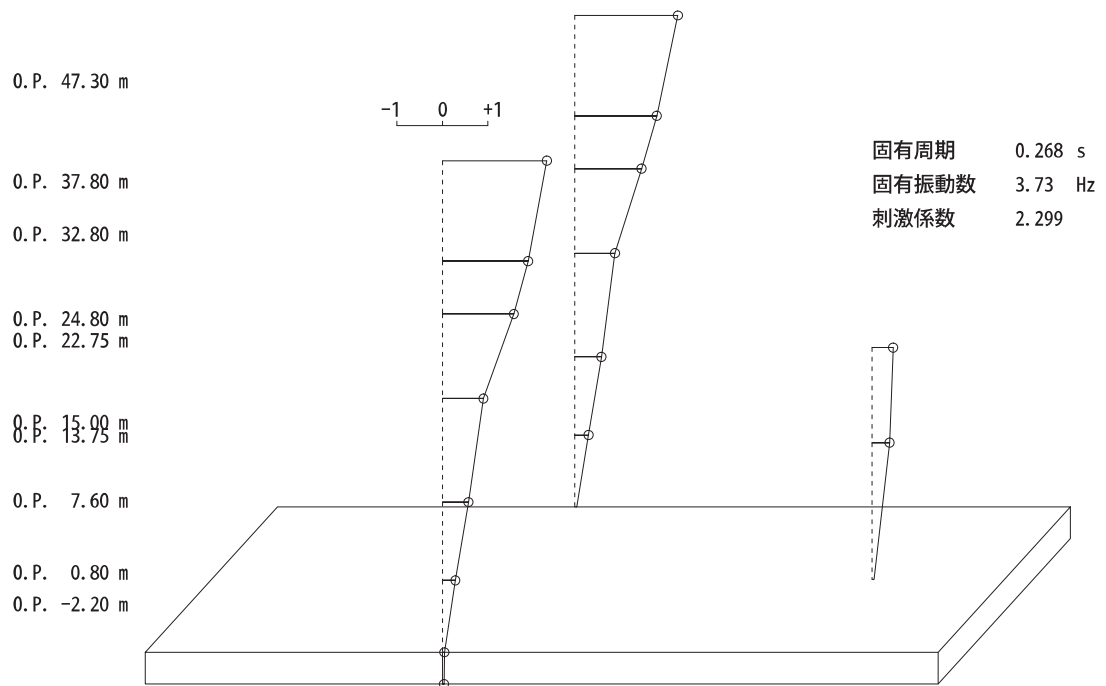 O.P. 47.30 m
-1 0 +1
固有周期 0.268 s
固有振動数 3.73 Hz
刺激係数 2.299
O.P. 37.80 m
O.P. 32.80 m
O.P. 24.80 m
O.P. 22.75 m
O.P. 15.00 m
O.P. 13.75 m
O.P. 7.60 m
O.P. 0.80 m
O.P. -2.20 m